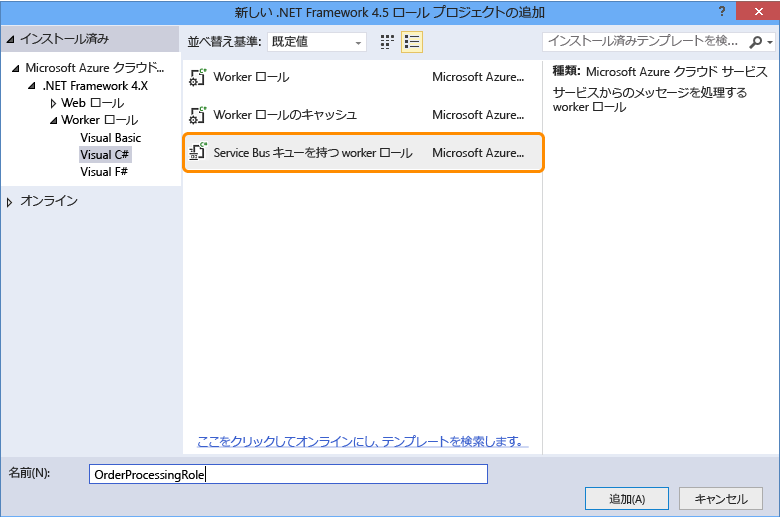 新しい .NET Framework 4.5 ロール プロジェクトの追加
?
インストール済み
並べ替え基準: 既定値
インストール済みテンプレートを検...
Microsoft Azure クラウド...
.NET Framework 4.X
Web ロール
Worker ロール
Visual Basic
Visual C#
Visual F#
オンライン
Worker ロール Microsoft Azure...
Worker ロールのキャッシュ Microsoft Azure...
Service Bus キューを持つ worker ロール Microsoft Azure...
種類: Microsoft Azure クラウド サービス
サービスからのメッセージを処理する
worker ロール
ここをクリックしてオンラインにし、テンプレートを検索します。
名前(N): OrderProcessingRole
追加(A) キャンセル